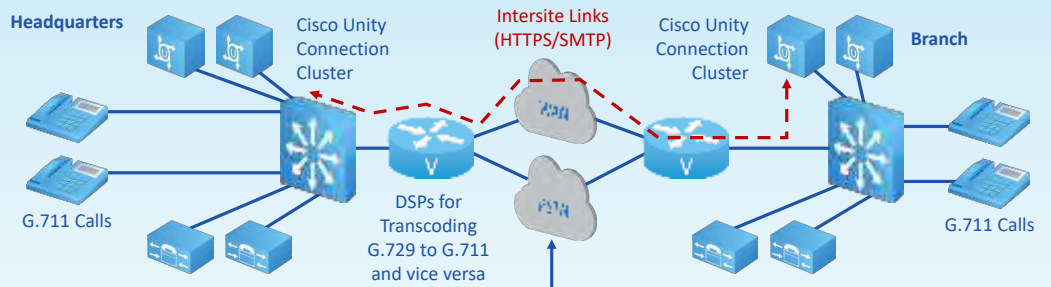 Headquarters
Cisco Unity
Connection
Cluster
Intersite Links
(HTTPS/SMTP)
Cisco Unity
Connection
Cluster
Branch
V
V
G.711 Calls
DSPs for
Transcoding
G.729 to G.711
and vice versa
G.711 Calls